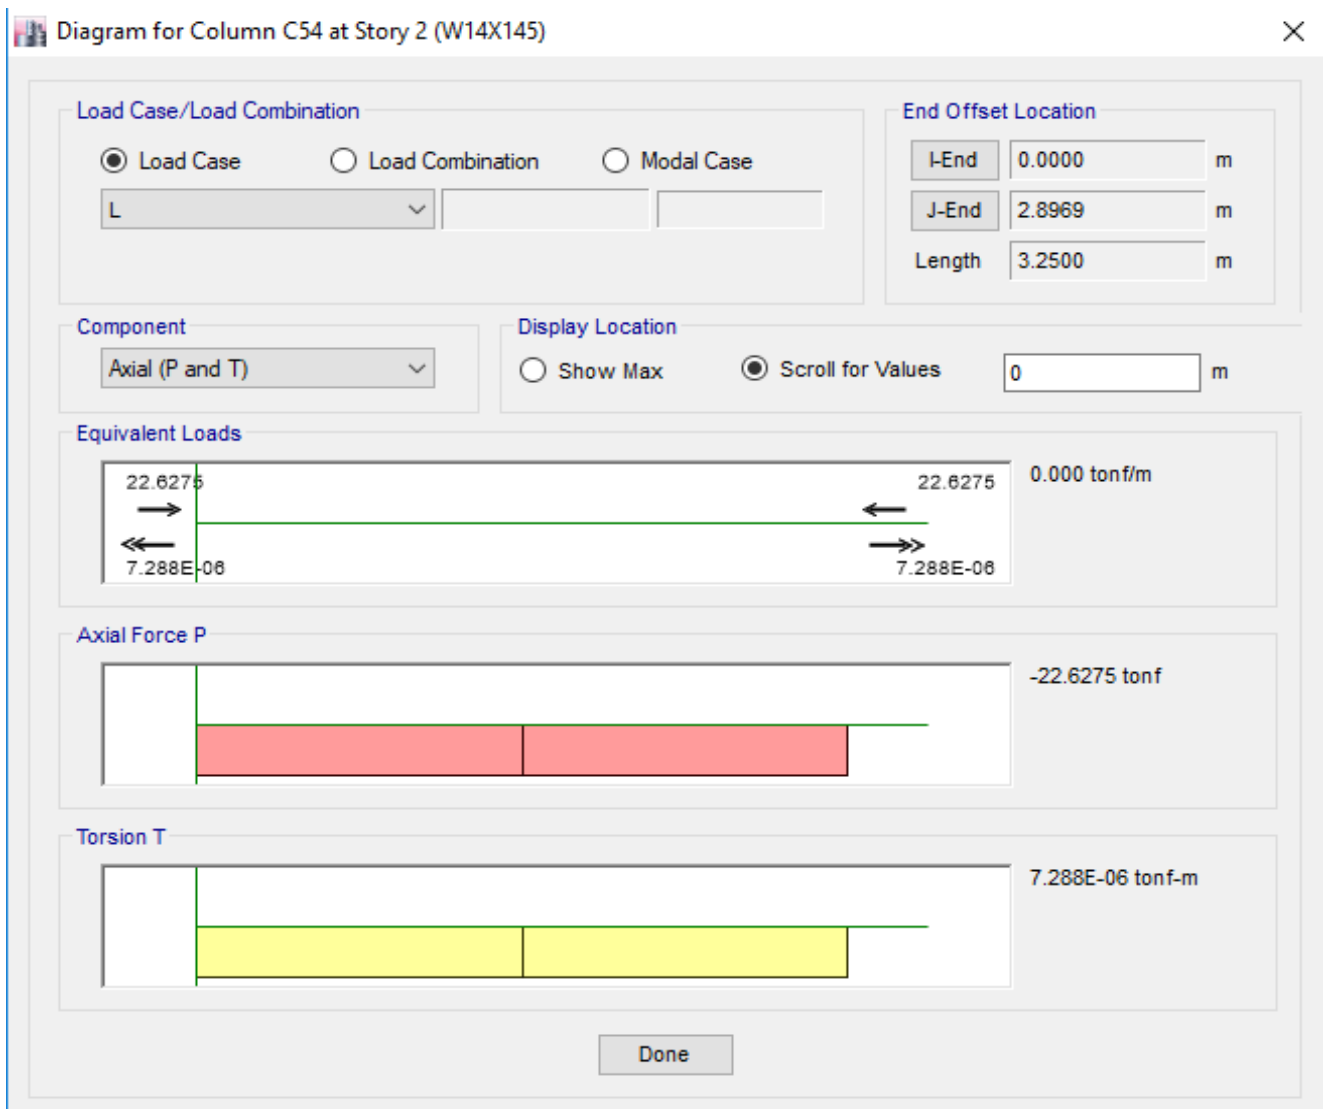 Diagram for Column C54 at Story 2 (W14X145)
Load Case/Load Combination
Load Case
Load Combination
Modal Case
L
End Offset Location
I-End 0.0000 m
J-End 2.8969 m
Length 3.2500 m
Component
Axial (P and T)
Display Location
Show Max
Scroll for Values
0 m
Equivalent Loads
22.6275 22.6275
7.288E-06 7.288E-06
0.000 tonf/m
Axial Force P
-22.6275 tonf
Torsion T
7.288E-06 tonf-m
Done